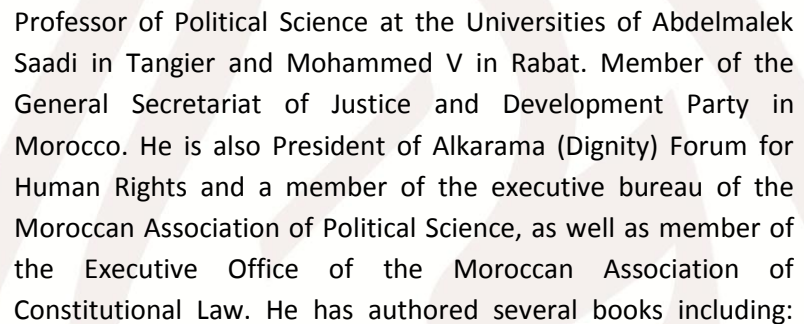 Professor of Political Science at the Universities of Abdelmalek
Saadi in Tangier and Mohammed V in Rabat. Member of the
General Secretariat of Justice and Development Party in
Morocco. He is also President of Alkarama (Dignity) Forum for
Human Rights and a member of the executive bureau of the
Moroccan Association of Political Science, as well as member of
the Executive Office of the Moroccan Association of
Constitutional Law. He has authored several books including: